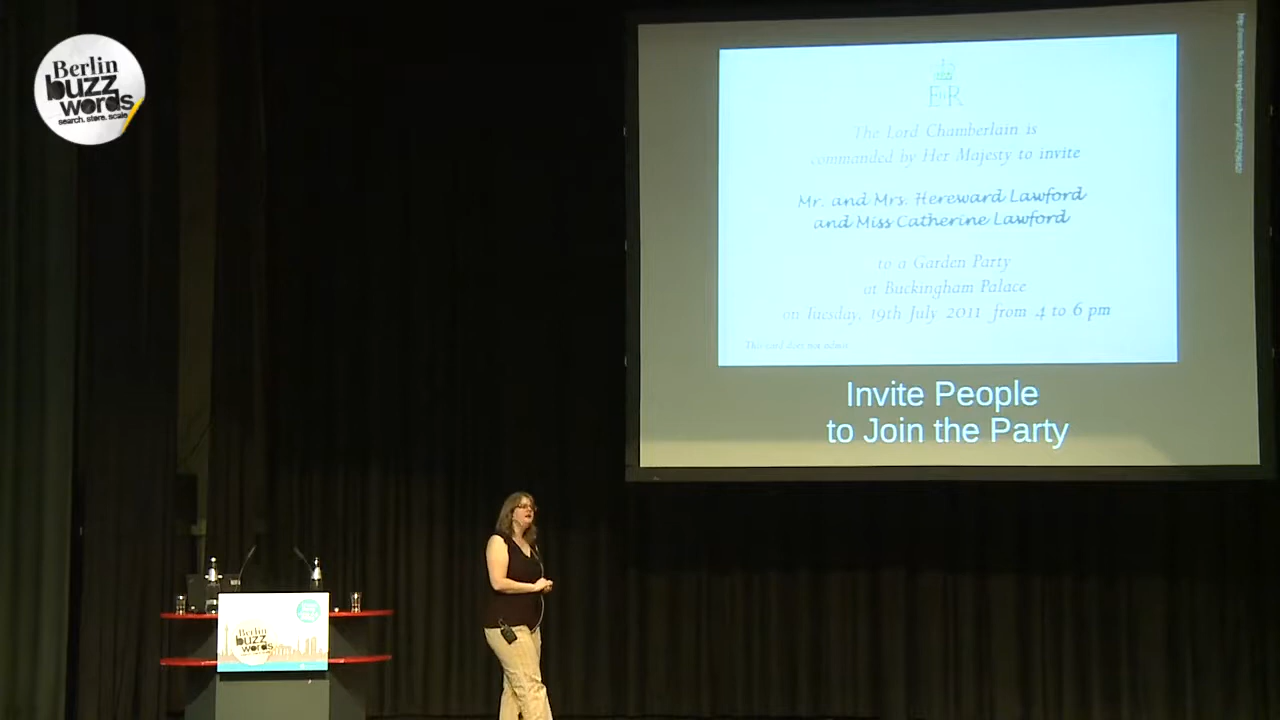 Berlin
buzz
words
search. store. scale.
E R
The Lord Chamberlain is
commanded by Her Majesty to invite
Mr. and Mrs. Hereward Lawford
and Miss Catherine Lawford
to a Garden Party
at Buckingham Palace
on Tuesday, 19th July 2011 from 4 to 6 pm
This card does not admit
Invite People
to Join the Party
Berlin
buzz
words